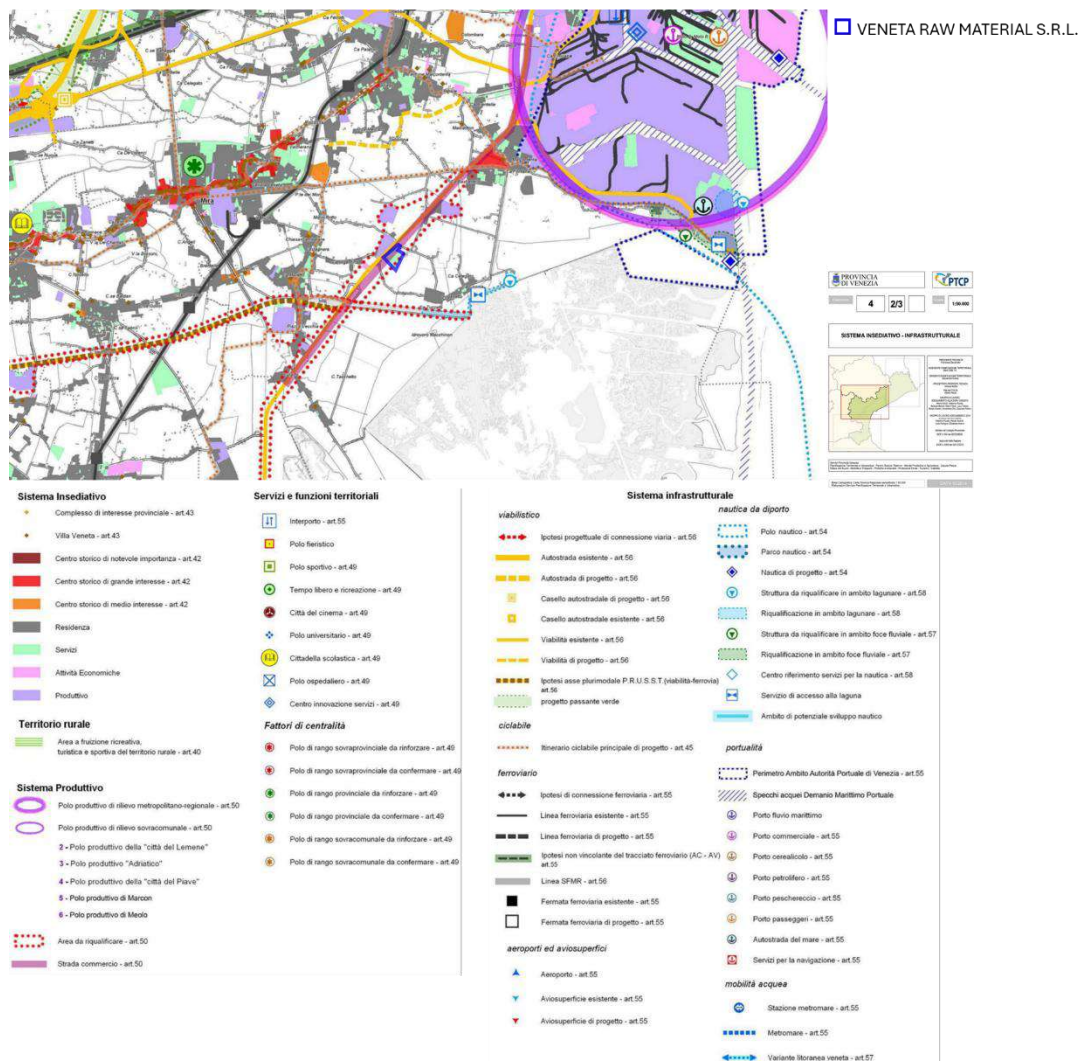 VENETA RAW MATERIAL S.R.L.
Mira
PROVINCIA
DI VENEZIA
PTCP
4
2/3
1:50.000
SISTEMA INSEDIATIVO - INFRASTRUTTURALE
Sistema Insediativo
Complesso di interesse provinciale - art.43
Villa Veneta - art.43
Centro storico di notevole importanza - art.42
Centro storico di grande interesse - art.42
Centro storico di medio interesse - art.42
Residenza
Servizi
Attività Economiche
Produttivo
Territorio rurale
Area a fruizione ricreativa,
turistica e sportiva del territorio rurale - art.40
Sistema Produttivo
Polo produttivo di rilievo metropolitano-regionale - art.50
Polo produttivo di rilievo sovracomunale - art.50
2 - Polo produttivo della "città del Lemene"
3 - Polo produttivo "Adriatico"
4 - Polo produttivo della "città del Piave"
5 - Polo produttivo di Marcon
6 - Polo produttivo di Meolo
Area da riqualificare - art.50
Strada commercio - art.50
Servizi e funzioni territoriali
Interporto - art.55
Polo fieristico
Polo sportivo - art.49
Tempo libero e ricreazione - art.49
Città del cinema - art.49
Polo universitario - art.49
Cittadella scolastica - art.49
Polo ospedaliero - art.49
Centro innovazione servizi - art.49
Fattori di centralità
Polo di rango sovraprovinciale da rinforzare - art.49
Polo di rango sovraprovinciale da confermare - art.49
Polo di rango provinciale da rinforzare - art.49
Polo di rango provinciale da confermare - art.49
Polo di rango sovracomunale da rinforzare - art.49
Polo di rango sovracomunale da confermare - art.49
Sistema infrastrutturale
viabilistico
Ipotesi progettuale di connessione viaria - art.56
Autostrada esistente - art.56
Autostrada di progetto - art.56
Casello autostradale di progetto - art.56
Casello autostradale esistente - art.56
Viabilità esistente - art.56
Viabilità di progetto - art.56
Ipotesi asse plurimodale P.R.U.S.S.T.(viabilità-ferrovia)
art.56
progetto passante verde
ciclabile
Itinerario ciclabile principale di progetto - art.45
ferroviario
Ipotesi di connessione ferroviaria - art.55
Linea ferroviaria esistente - art.55
Linea ferroviaria di progetto - art.55
Ipotesi non vincolante del tracciato ferroviario (AC - AV)
art.55
Linea SFMR - art.56
Fermata ferroviaria esistente - art.55
Fermata ferroviaria di progetto - art.55
aeroporti ed aviosuperfici
Aeroporto - art.55
Aviosuperficie esistente - art.55
Aviosuperficie di progetto - art.55
nautica da diporto
Polo nautico - art.54
Parco nautico - art.54
Nautica di progetto - art.54
Struttura da riqualificare in ambito lagunare - art.58
Riqualificazione in ambito lagunare - art.58
Struttura da riqualificare in ambito foce fluviale - art.57
Riqualificazione in ambito foce fluviale - art.57
Centro riferimento servizi per la nautica - art.58
Servizio di accesso alla laguna
Ambito di potenziale sviluppo nautico
portualità
Perimetro Ambito Autorità Portuale di Venezia - art.55
Specchi acquei Demanio Marittimo Portuale
Porto fluvio marittimo
Porto commerciale - art.55
Porto cerealicolo - art.55
Porto petrolifero - art.55
Porto peschereccio - art.55
Porto passeggeri - art.55
Autostrada del mare - art.55
Servizi per la navigazione - art.55
mobilità acquea
Stazione metromare - art.55
Metromare - art.55
Variante litoranea veneta - art.57